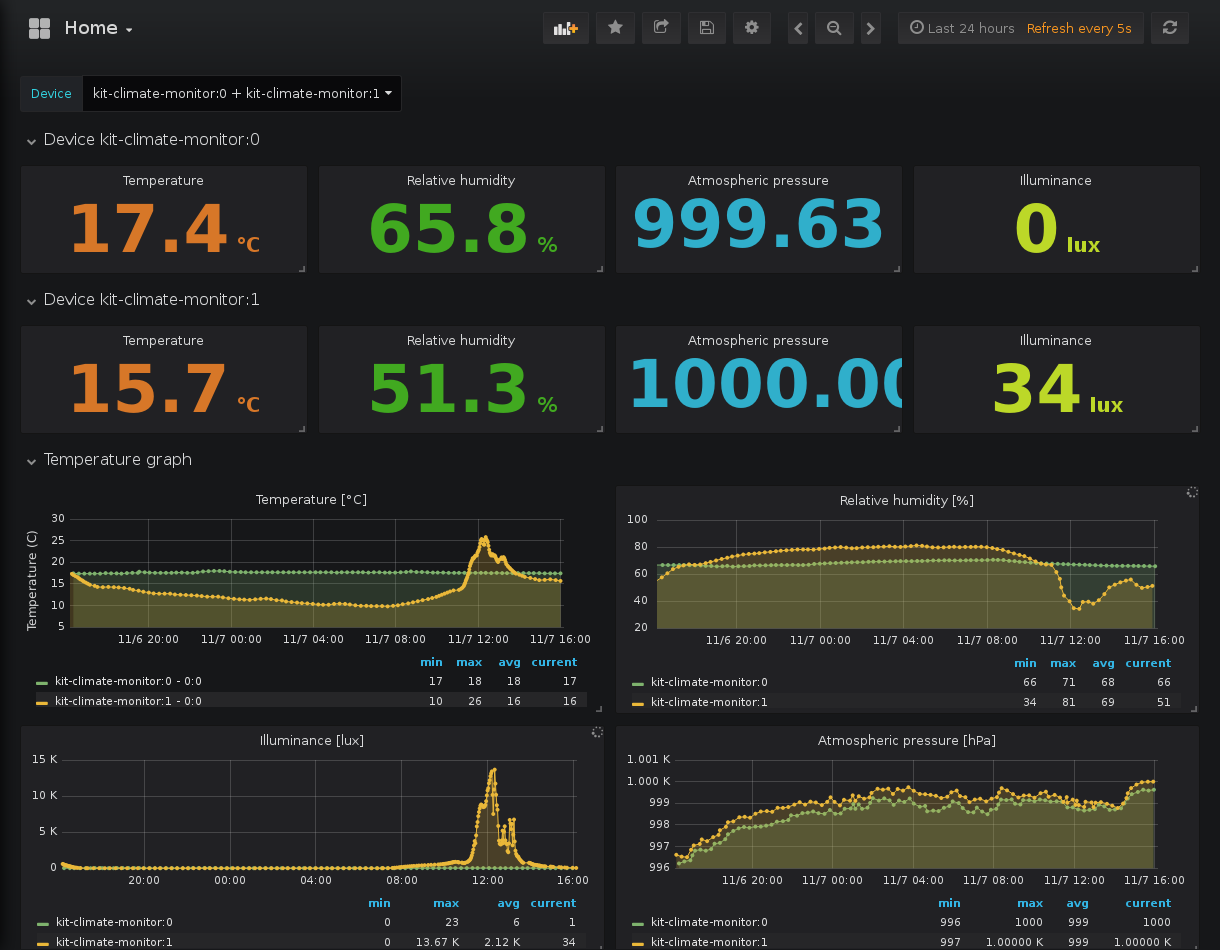 Home
Last 24 hours Refresh every 5s
Device kit-climate-monitor:0 + kit-climate-monitor:1
Device kit-climate-monitor:0
Temperature Relative humidity Atmospheric pressure Illuminance
17.4 °C 65.8 % 999.63 0 lux
Device kit-climate-monitor:1
Temperature Relative humidity Atmospheric pressure Illuminance
15.7 °C 51.3 % 1000.00 34 lux
Temperature graph
Temperature [°C]
Temperature (C)
30
25
20
15
10
5
11/6 20:00 11/7 00:00 11/7 04:00 11/7 08:00 11/7 12:00 11/7 16:00
min max avg current
kit-climate-monitor:0 - 0:0 17 18 18 17
kit-climate-monitor:1 - 0:0 10 26 16 16
Relative humidity [%]
100
80
60
40
20
11/6 20:00 11/7 00:00 11/7 04:00 11/7 08:00 11/7 12:00 11/7 16:00
min max avg current
kit-climate-monitor:0 66 71 68 66
kit-climate-monitor:1 34 81 69 51
Illuminance [lux]
15 K
10 K
5 K
0
20:00 00:00 04:00 08:00 12:00 16:00
min max avg current
kit-climate-monitor:0 0 23 6 1
kit-climate-monitor:1 0 13.67 K 2.12 K 34
Atmospheric pressure [hPa]
1.001 K
1.000 K
999
998
997
996
11/6 20:00 11/7 00:00 11/7 04:00 11/7 08:00 11/7 12:00 11/7 16:00
min max avg current
kit-climate-monitor:0 996 1000 999 1000
kit-climate-monitor:1 997 1.00000 K 999 1.00000 K